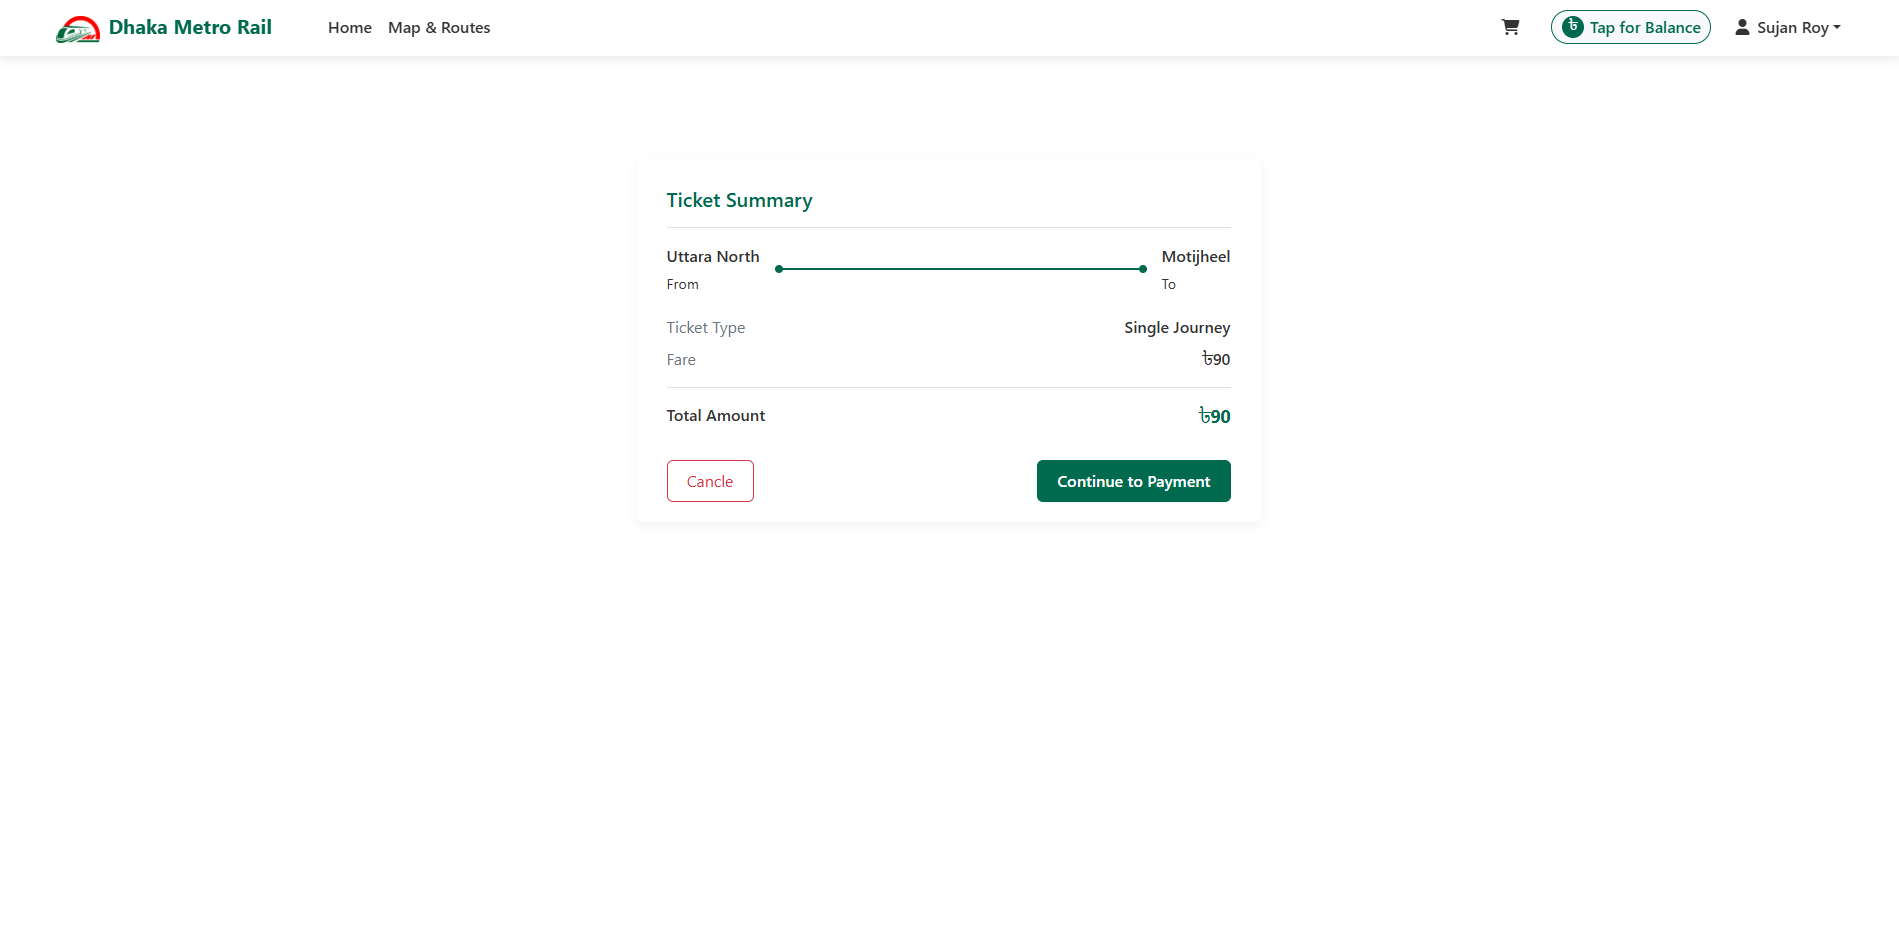 Dhaka Metro Rail
Home Map & Routes
৳ Tap for Balance
Sujan Roy
Ticket Summary
Uttara North
From
Motijheel
To
Ticket Type Single Journey
Fare ৳90
Total Amount ৳90
Cancle
Continue to Payment